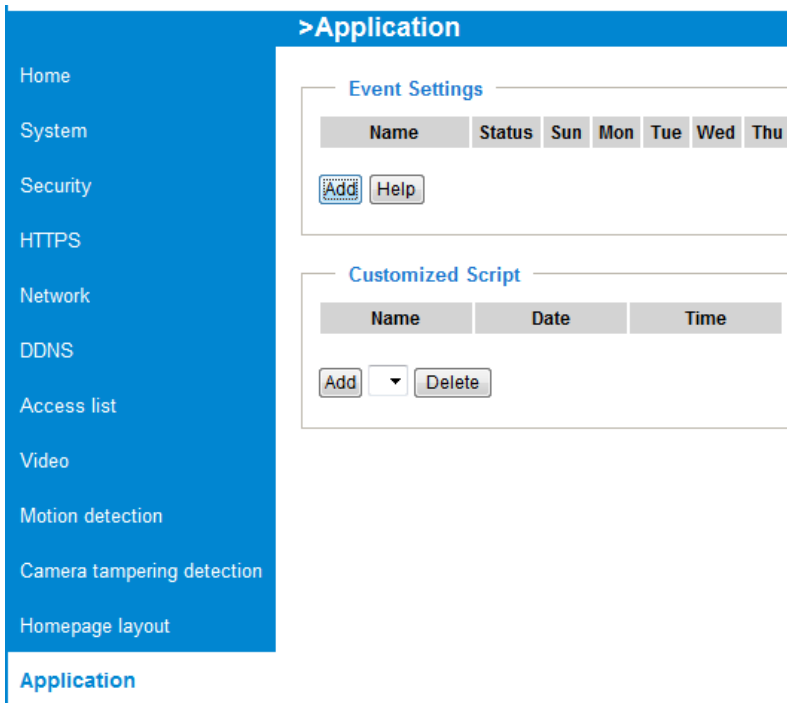 >Application
Home
System
Security
HTTPS
Network
DDNS
Access list
Video
Motion detection
Camera tampering detection
Homepage layout
Application
Event Settings
Name Status Sun Mon Tue Wed Thu
Add Help
Customized Script
Name Date Time
Add Delete